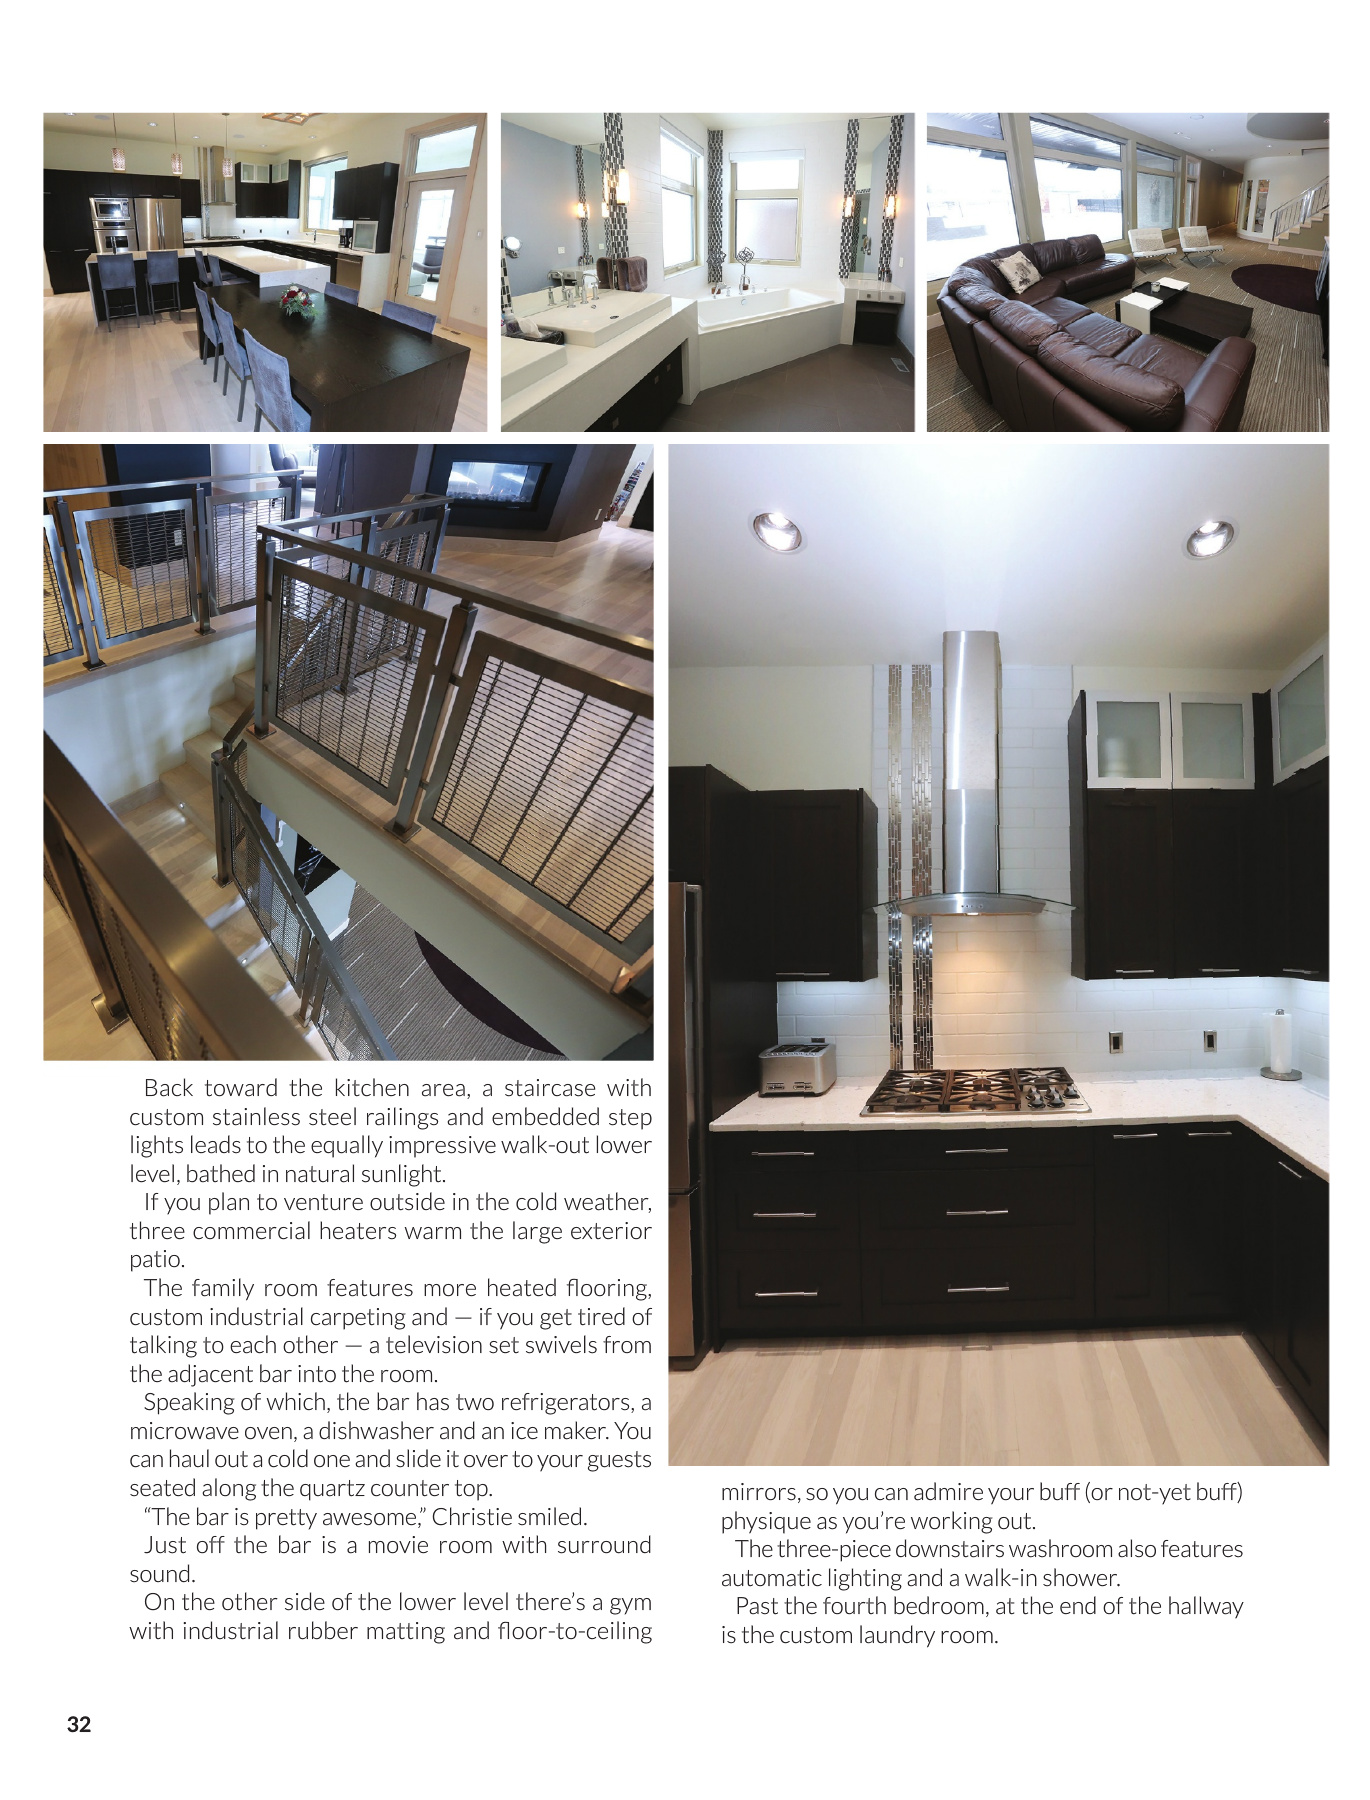 Back toward the kitchen area, a staircase with
custom stainless steel railings and embedded step
lights leads to the equally impressive walk-out lower
level, bathed in natural sunlight.
If you plan to venture outside in the cold weather,
three commercial heaters warm the large exterior
patio.
The family room features more heated flooring,
custom industrial carpeting and — if you get tired of
talking to each other — a television set swivels from
the adjacent bar into the room.
Speaking of which, the bar has two refrigerators, a
microwave oven, a dishwasher and an ice maker. You
can haul out a cold one and slide it over to your guests
seated along the quartz counter top.
“The bar is pretty awesome,” Christie smiled.
Just off the bar is a movie room with surround
sound.
On the other side of the lower level there’s a gym
with industrial rubber matting and floor-to-ceiling
mirrors, so you can admire your buff (or not-yet buff)
physique as you’re working out.
The three-piece downstairs washroom also features
automatic lighting and a walk-in shower.
Past the fourth bedroom, at the end of the hallway
is the custom laundry room.
32